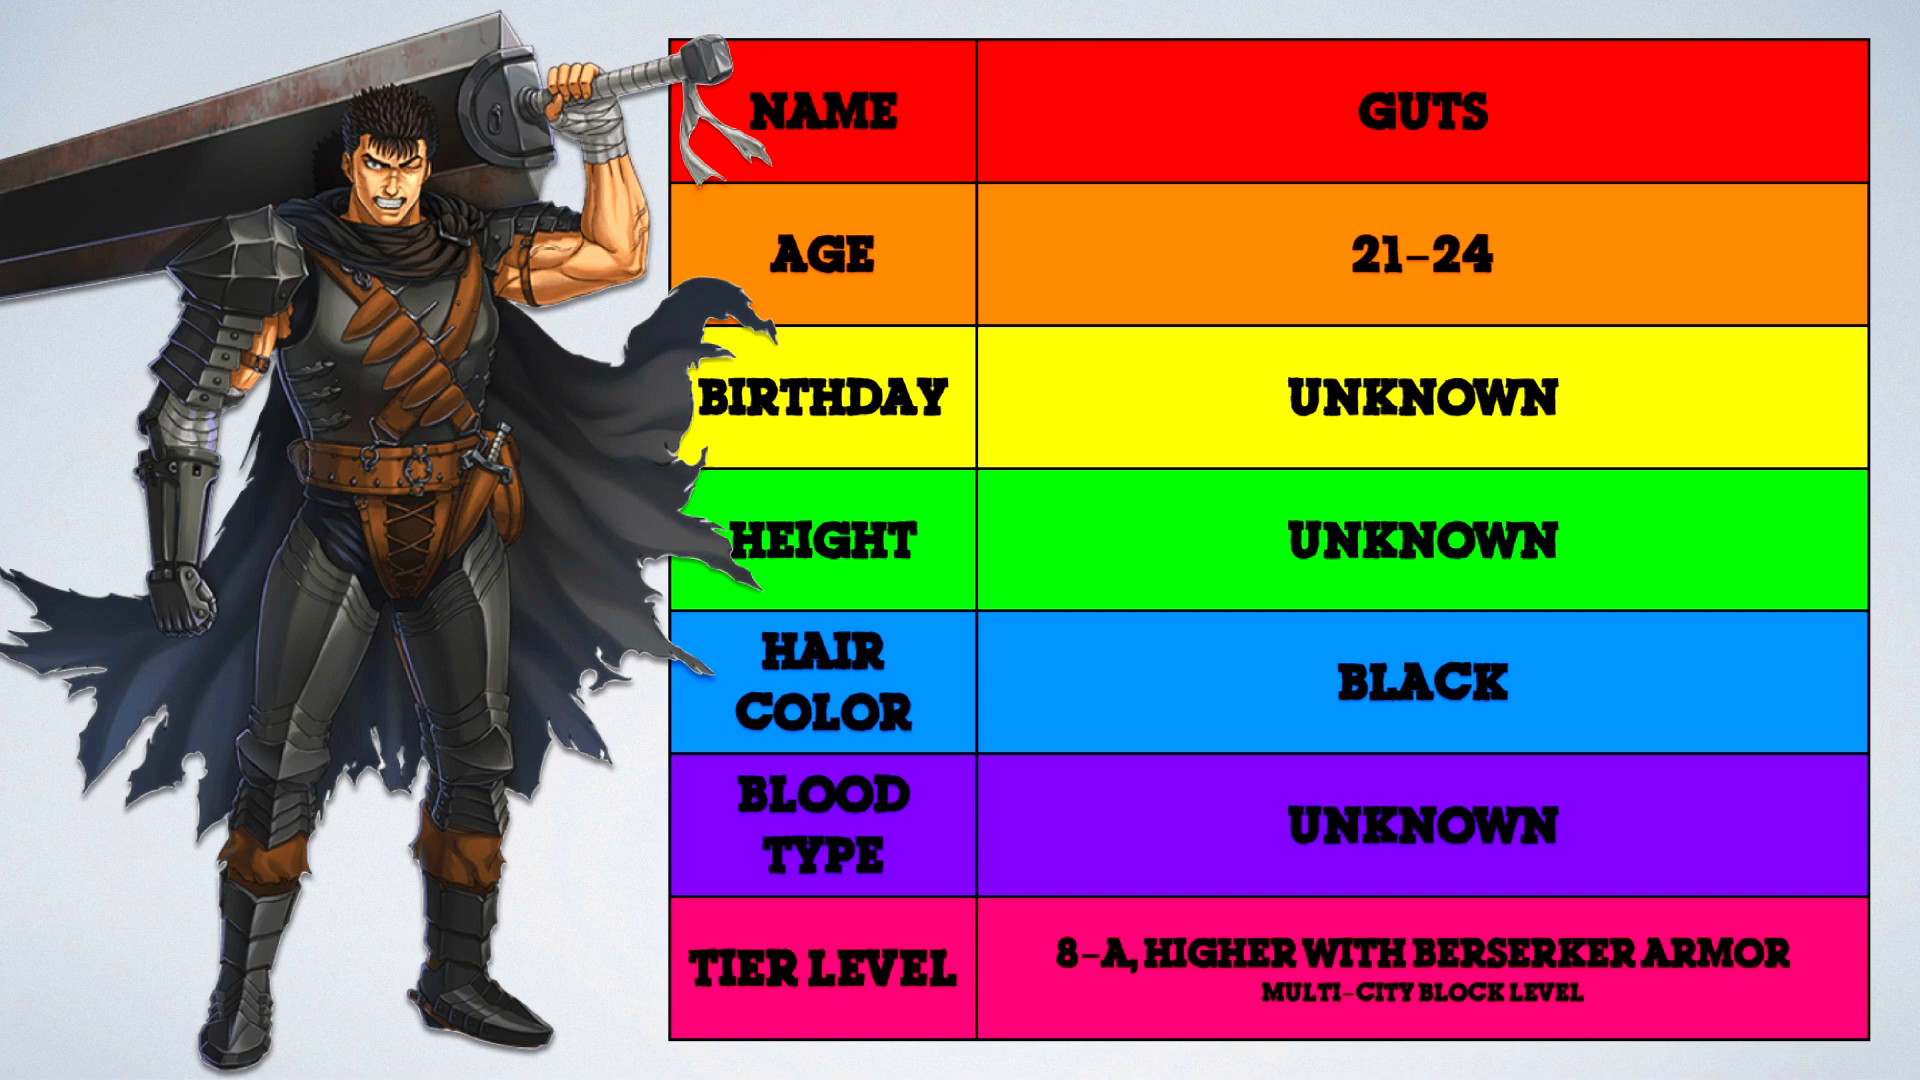 NAME
GUTS
AGE
21-24
BIRTHDAY
UNKNOWN
HEIGHT
UNKNOWN
HAIR
COLOR
BLACK
BLOOD
TYPE
UNKNOWN
TIER LEVEL
8-A, HIGHER WITH BERSERKER ARMOR
MULTI-CITY BLOCK LEVEL